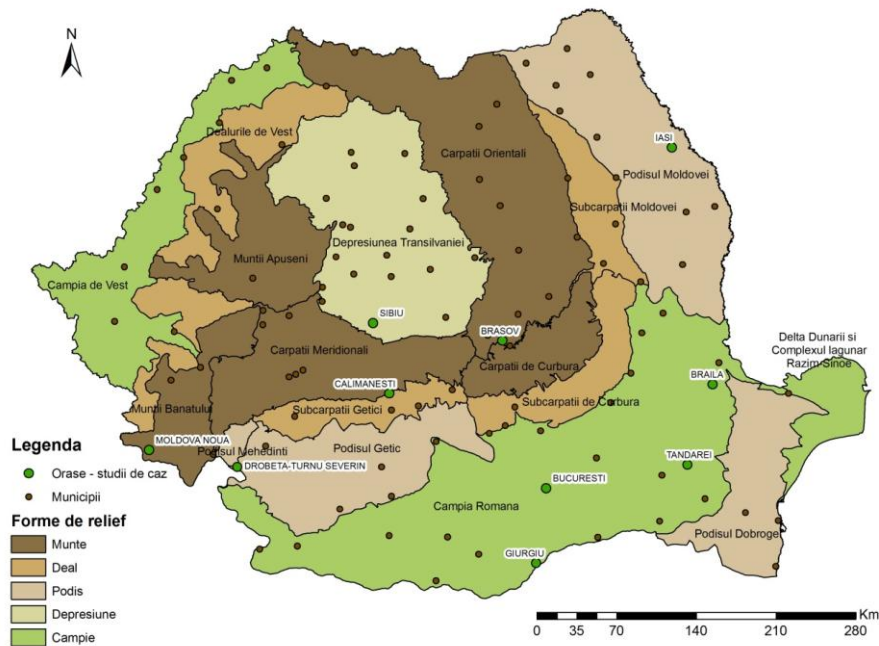 N
Dealurile de Vest
Carpatii Orientali
IASI
Podisul Moldovei
Subcarpatii Moldovei
Depresiunea Transilvaniei
Muntii Apuseni
Campia de Vest
SIBIU
BRASOV
Delta Dunarii si
Complexul lagunar
Razim-Sinoe
Carpatii Meridionali
Carpatii de Curbura
CALIMANESTI
BRAILA
Muntii Banatului
Subcarpatii Getici
Subcarpatii de Curbura
MOLDOVA NOUA
Podisul Mehedinti
Podisul Getic
DROBETA-TURNU SEVERIN
TANDAREI
BUCURESTI
Campia Romana
Podisul Dobrogei
GIURGIU
Legenda
Orase - studii de caz
Municipii
Forme de relief
Munte
Deal
Podis
Depresiune
Campie
Km
0 35 70 140 210 280